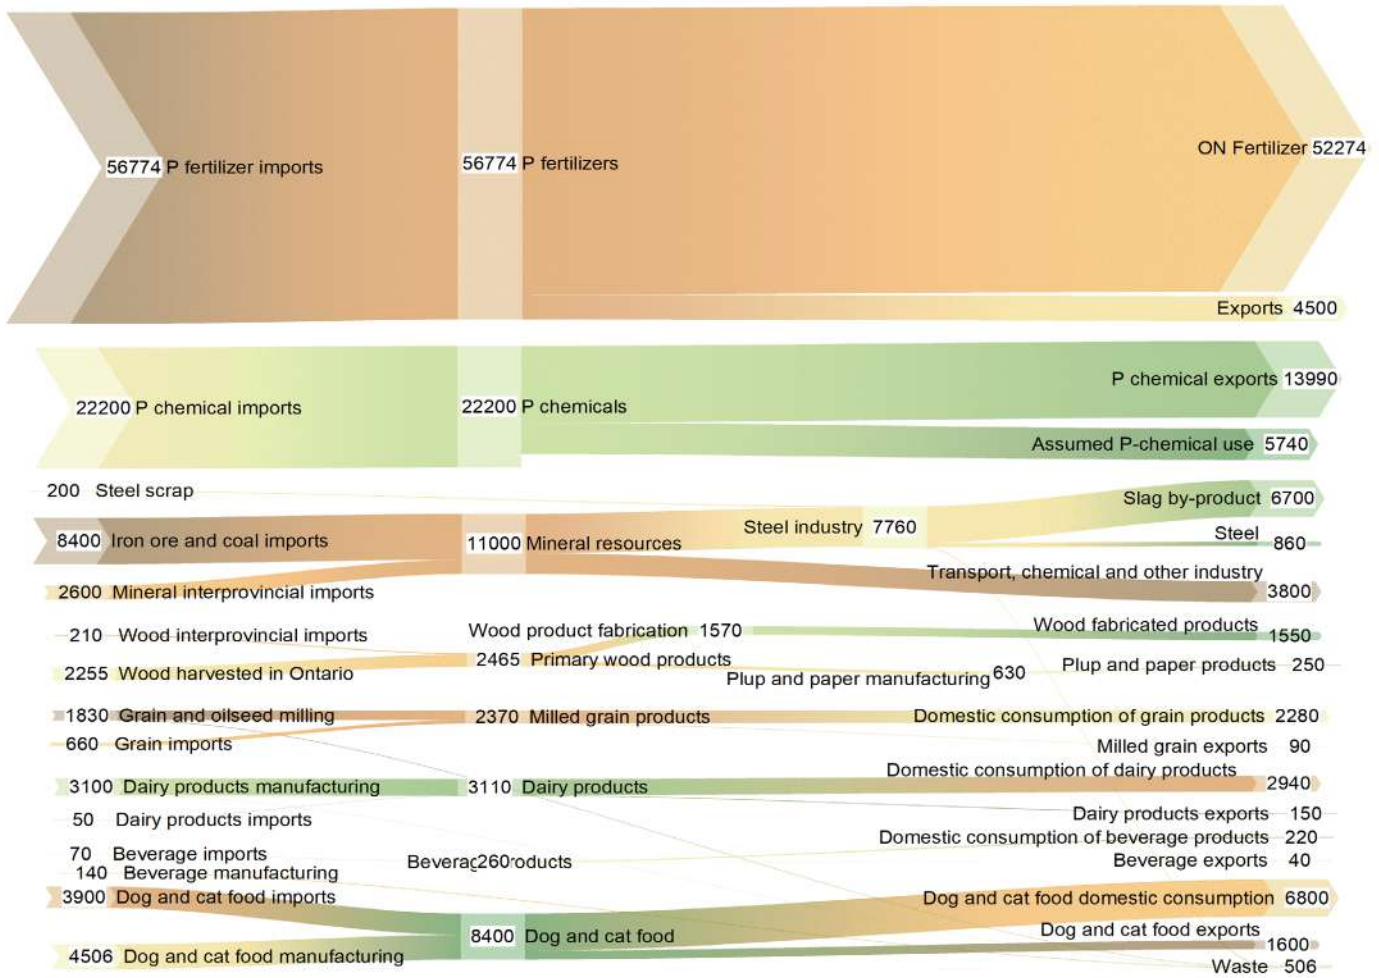 56774 P fertilizer imports 56774 P fertilizers ON Fertilizer 52274
Exports 4500
22200 P chemical imports 22200 P chemicals P chemical exports 13990
Assumed P-chemical use 5740
200 Steel scrap Slag by-product 6700
8400 Iron ore and coal imports 11000 Mineral resources Steel industry 7760 Steel 860
2600 Mineral interprovincial imports Transport, chemical and other industry 3800
210 Wood interprovincial imports Wood product fabrication 1570 Wood fabricated products 1550
2255 Wood harvested in Ontario 2465 Primary wood products Plup and paper manufacturing 630 Plup and paper products 250
1830 Grain and oilseed milling 2370 Milled grain products Domestic consumption of grain products 2280
660 Grain imports Milled grain exports 90
3100 Dairy products manufacturing 3110 Dairy products Domestic consumption of dairy products 2940
50 Dairy products imports Dairy products exports 150
Domestic consumption of beverage products 220
70 Beverage imports 260 Beverage exports 40
140 Beverage manufacturing
3900 Dog and cat food imports Dog and cat food domestic consumption 6800
8400 Dog and cat food Dog and cat food exports 1600
4506 Dog and cat food manufacturing Waste 506